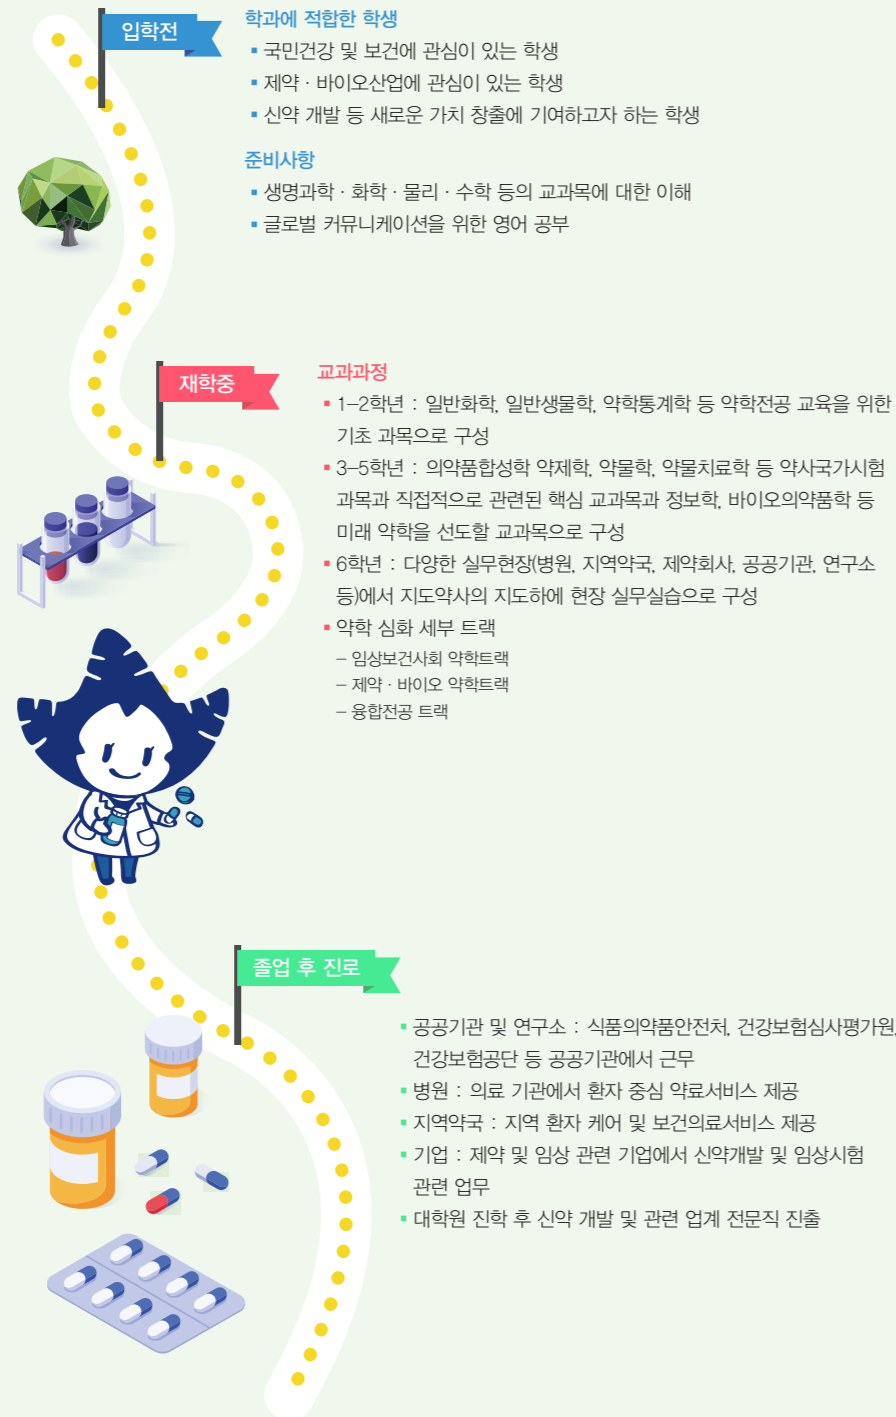 입학전
학과에 적합한 학생
▪ 국민건강 및 보건에 관심이 있는 학생
▪ 제약 · 바이오산업에 관심이 있는 학생
▪ 신약 개발 등 새로운 가치 창출에 기여하고자 하는 학생
준비사항
▪ 생명과학 · 화학 · 물리 · 수학 등의 교과목에 대한 이해
▪ 글로벌 커뮤니케이션을 위한 영어 공부
재학중
교과과정
▪ 1-2학년 : 일반화학, 일반생물학, 약학통계학 등 약학전공 교육을 위한
기초 과목으로 구성
▪ 3-5학년 : 의약품합성학 약제학, 약물학, 약물치료학 등 약사국가시험
과목과 직접적으로 관련된 핵심 교과목과 정보학, 바이오의약품학 등
미래 약학을 선도할 교과목으로 구성
▪ 6학년 : 다양한 실무현장(병원, 지역약국, 제약회사, 공공기관, 연구소
등)에서 지도약사의 지도하에 현장 실무실습으로 구성
▪ 약학 심화 세부 트랙
– 임상보건사회 약학트랙
– 제약 · 바이오 약학트랙
– 융합전공 트랙
졸업 후 진로
▪ 공공기관 및 연구소 : 식품의약품안전처, 건강보험심사평가원,
건강보험공단 등 공공기관에서 근무
▪ 병원 : 의료 기관에서 환자 중심 약료서비스 제공
▪ 지역약국 : 지역 환자 케어 및 보건의료서비스 제공
▪ 기업 : 제약 및 임상 관련 기업에서 신약개발 및 임상시험
관련 업무
▪ 대학원 진학 후 신약 개발 및 관련 업계 전문직 진출